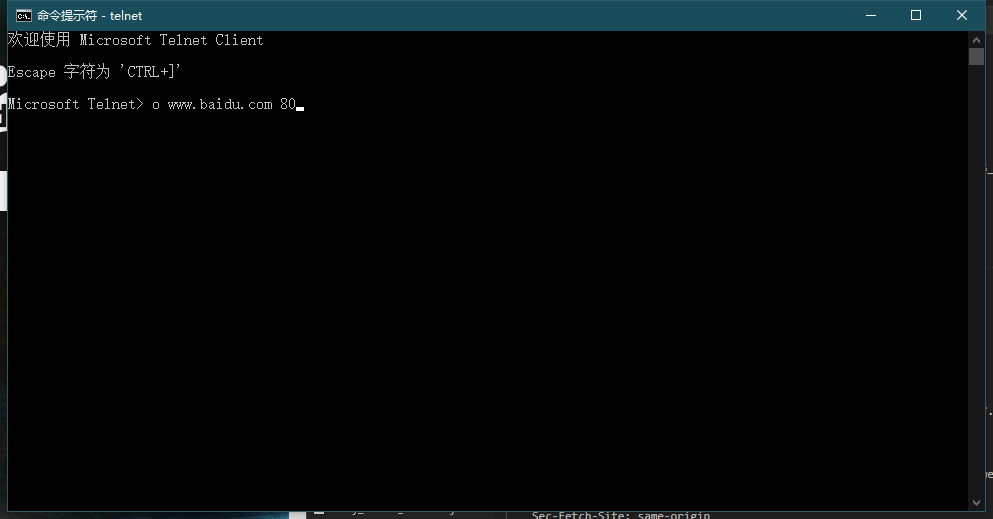 命令提示符 - telnet
欢迎使用 Microsoft Telnet Client
Escape 字符为 'CTRL+]'
Microsoft Telnet> o www.baidu.com 80
Sec-Fetch-Site: same-origin